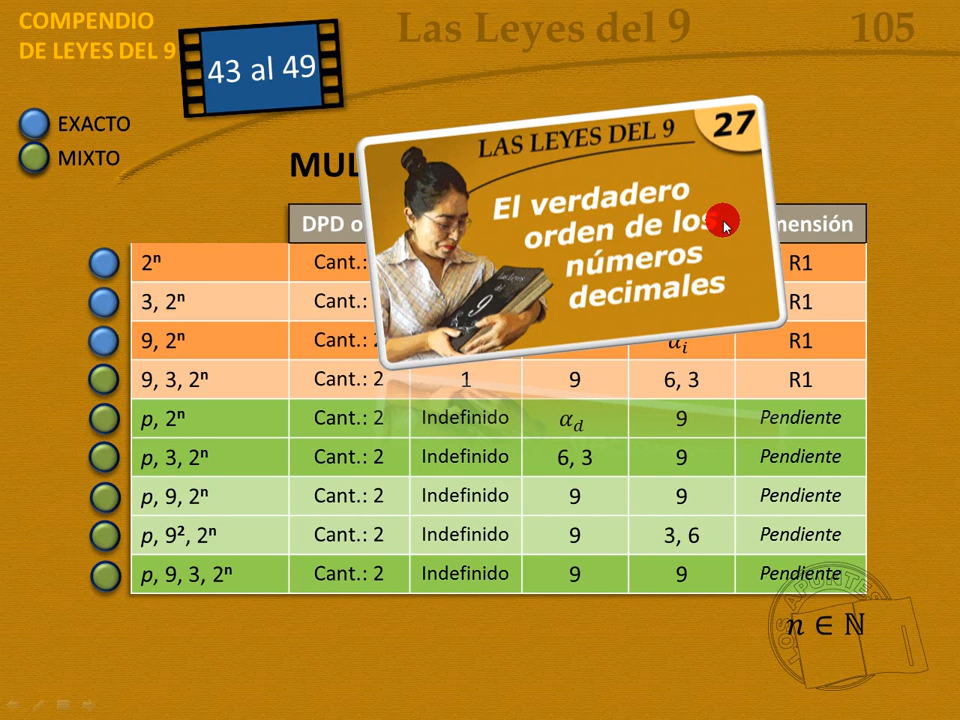 COMPENDIO
DE LEYES DEL 9
43 al 49
Las Leyes del 9
105
EXACTO
MIXTO
LAS LEYES DEL 9
27
El verdadero
orden de los
números
decimales
2ⁿ Cant.: R1
3, 2ⁿ Cant.: R1
9, 2ⁿ Cant.: αᵢ R1
9, 3, 2ⁿ Cant.: 2 1 9 6, 3 R1
p, 2ⁿ Cant.: 2 Indefinido α_d 9 Pendiente
p, 3, 2ⁿ Cant.: 2 Indefinido 6, 3 9 Pendiente
p, 9, 2ⁿ Cant.: 2 Indefinido 9 9 Pendiente
p, 9², 2ⁿ Cant.: 2 Indefinido 9 3, 6 Pendiente
p, 9, 3, 2ⁿ Cant.: 2 Indefinido 9 9 Pendiente
n ∈ ℕ
LOS APUNTES